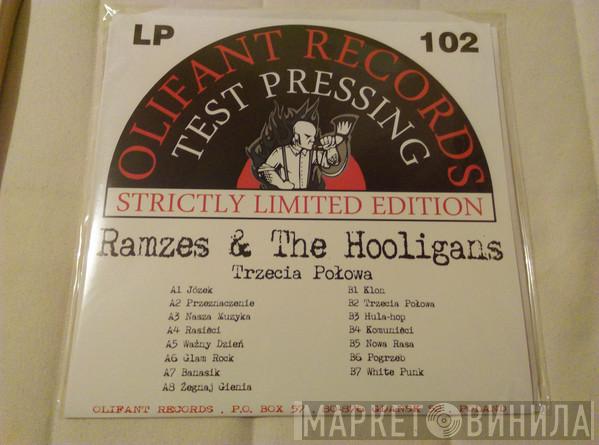 LP
102
OLIFANT RECORDS
TEST PRESSING
STRICTLY LIMITED EDITION
Ramzes & The Hooligans
Trzecia Połowa
A1 Józek
A2 Przeznaczenie
A3 Nasza Muzyka
A4 Rasiści
A5 Ważny Dzień
A6 Glam Rock
A7 Banasik
A8 Żegnaj Gienia
B1 Klon
B2 Trzecia Połowa
B3 Hula-hop
B4 Komuniści
B5 Nowa Rasa
B6 Pogrzeb
B7 White Punk
OLIFANT RECORDS . P.O. BOX 57 GDAŃSK POLAND
МАРКЕТ ВИНИЛА